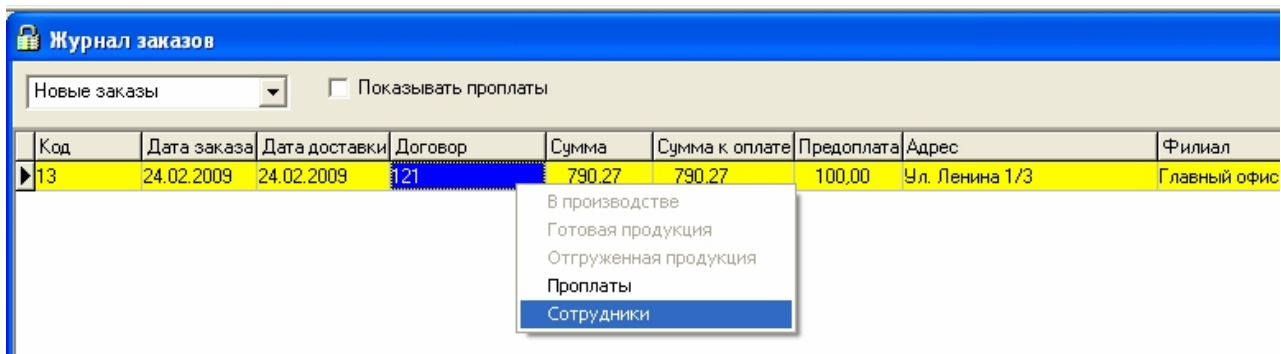 Журнал заказов
Новые заказы Показывать проплаты
Код Дата заказа Дата доставки Договор Сумма Сумма к оплате Предоплата Адрес Филиал
13 24.02.2009 24.02.2009 121 790.27 790.27 100,00 Ул. Ленина 1/3 Главный офис
В производстве
Готовая продукция
Отгруженная продукция
Проплаты
Сотрудники